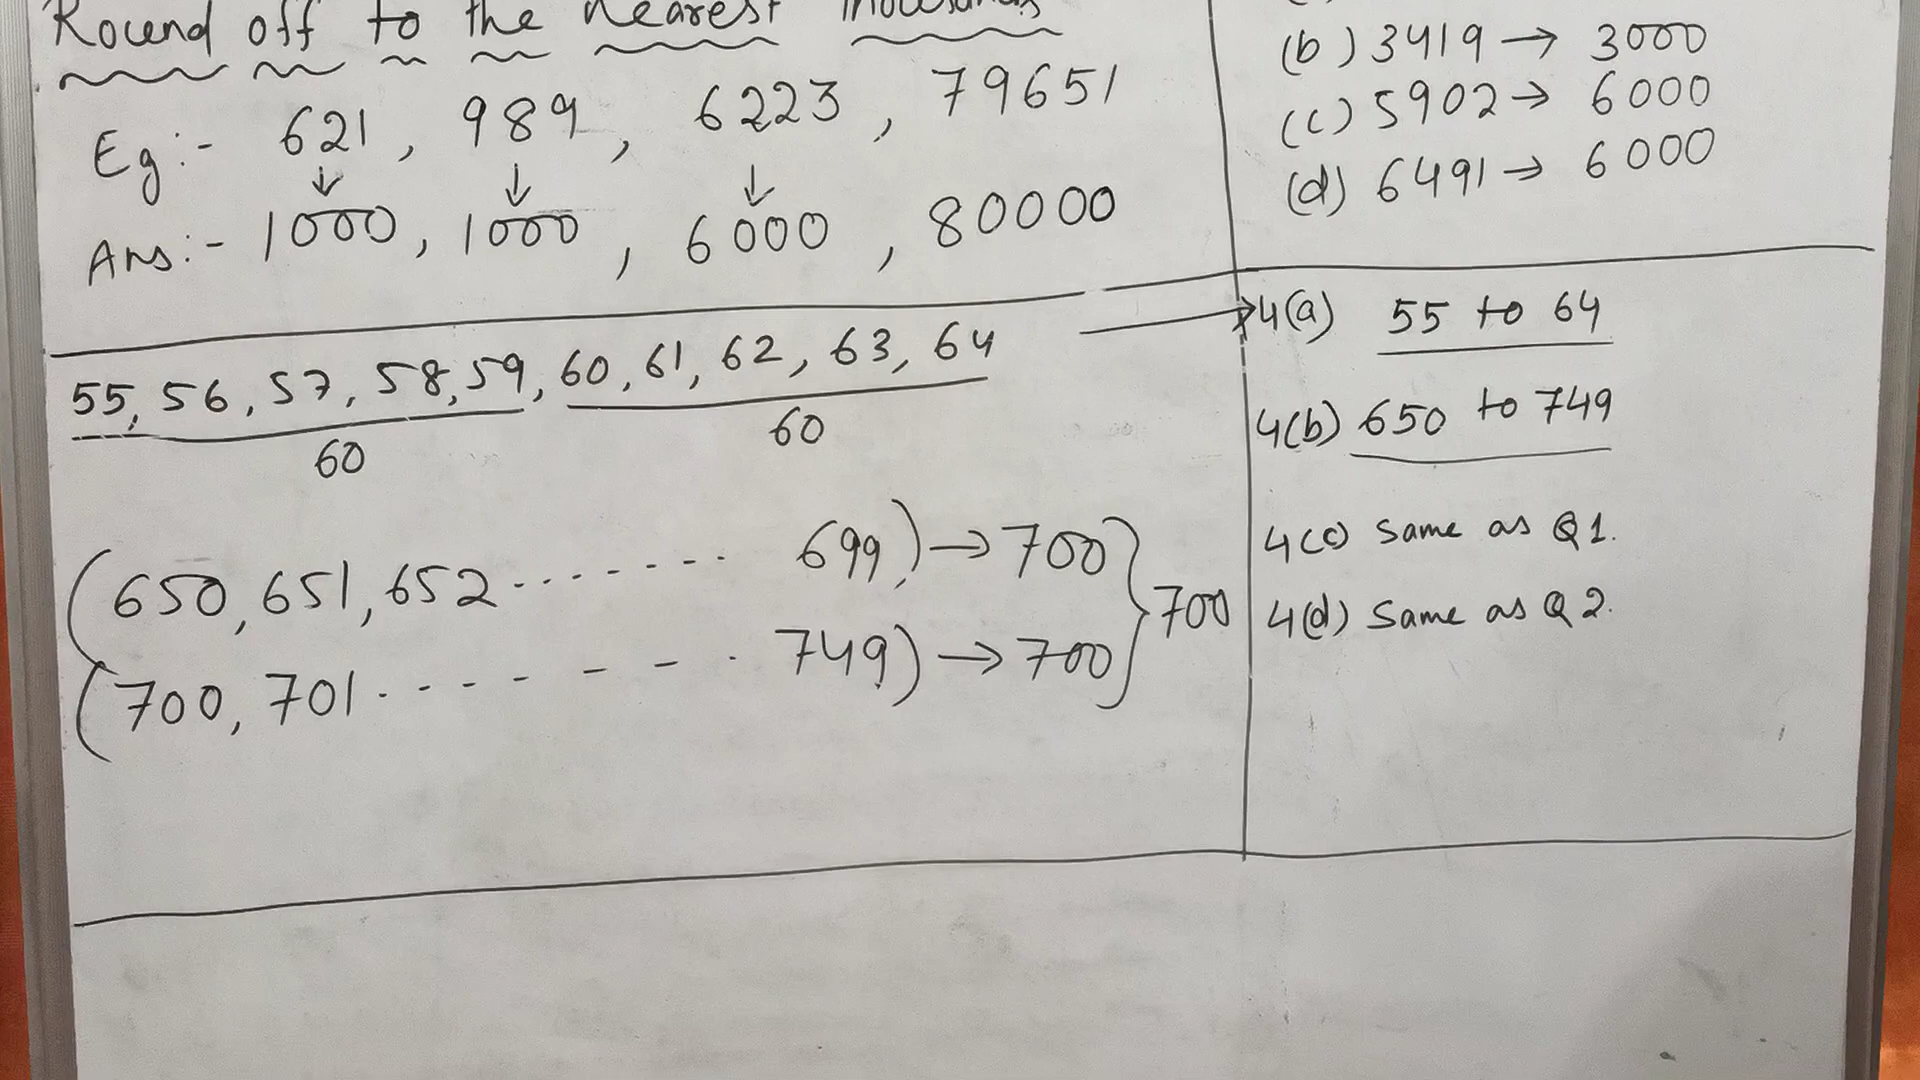 Round off to the nearest Thousands
Eg:- 621, 989, 6223, 79651
↓ ↓ ↓
Ans:- 1000, 1000, 6000, 80000
55, 56, 57, 58, 59, 60, 61, 62, 63, 64
60 60
(650, 651, 652....... 699) → 700
(700, 701.... - - - . 749) → 700
} 700
(b) 3419 → 3000
(c) 5902 → 6000
(d) 6491 → 6000
→ 4(a) 55 to 64
4(b) 650 to 749
4(c) Same as Q1.
4(d) Same as Q2.